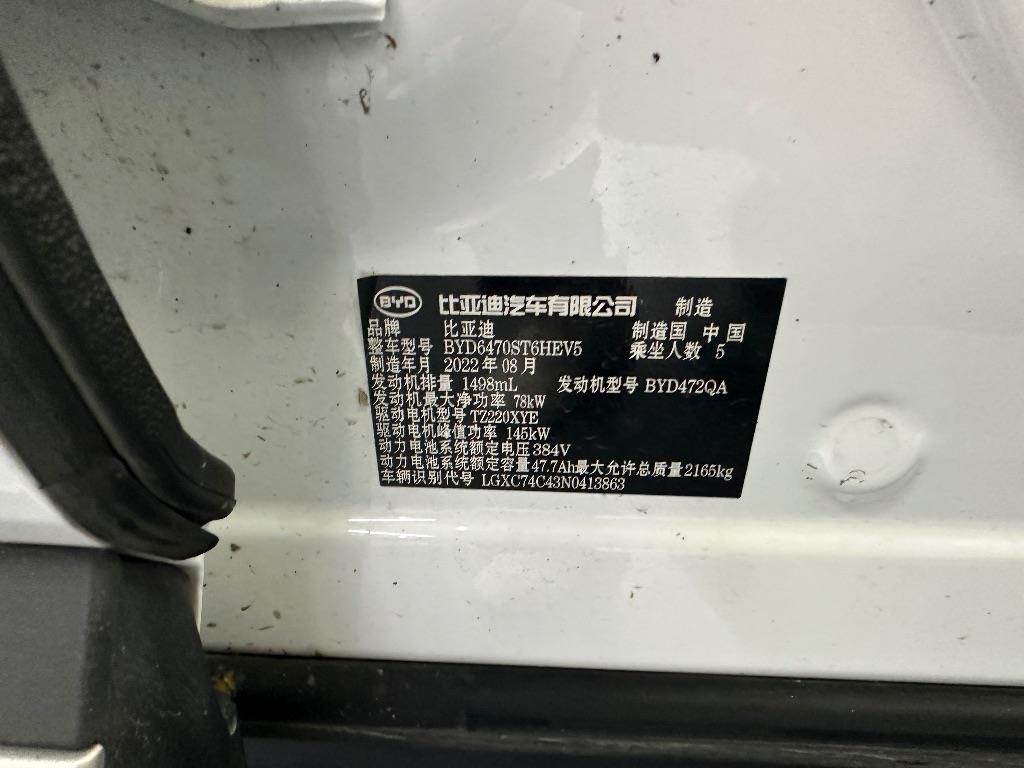 BYD 比亚迪汽车有限公司 制造
品牌 比亚迪 制造国 中国
整车型号 BYD6470ST6HEV5 乘坐人数 5
制造年月 2022年08月
发动机排量 1498mL 发动机型号 BYD472QA
发动机最大净功率 78kW
驱动电机型号 TZ220XYE
驱动电机峰值功率 145kW
动力电池系统额定电压 384V
动力电池系统额定容量 47.7Ah 最大允许总质量 2165kg
车辆识别代号 LGXC74C43N0413863